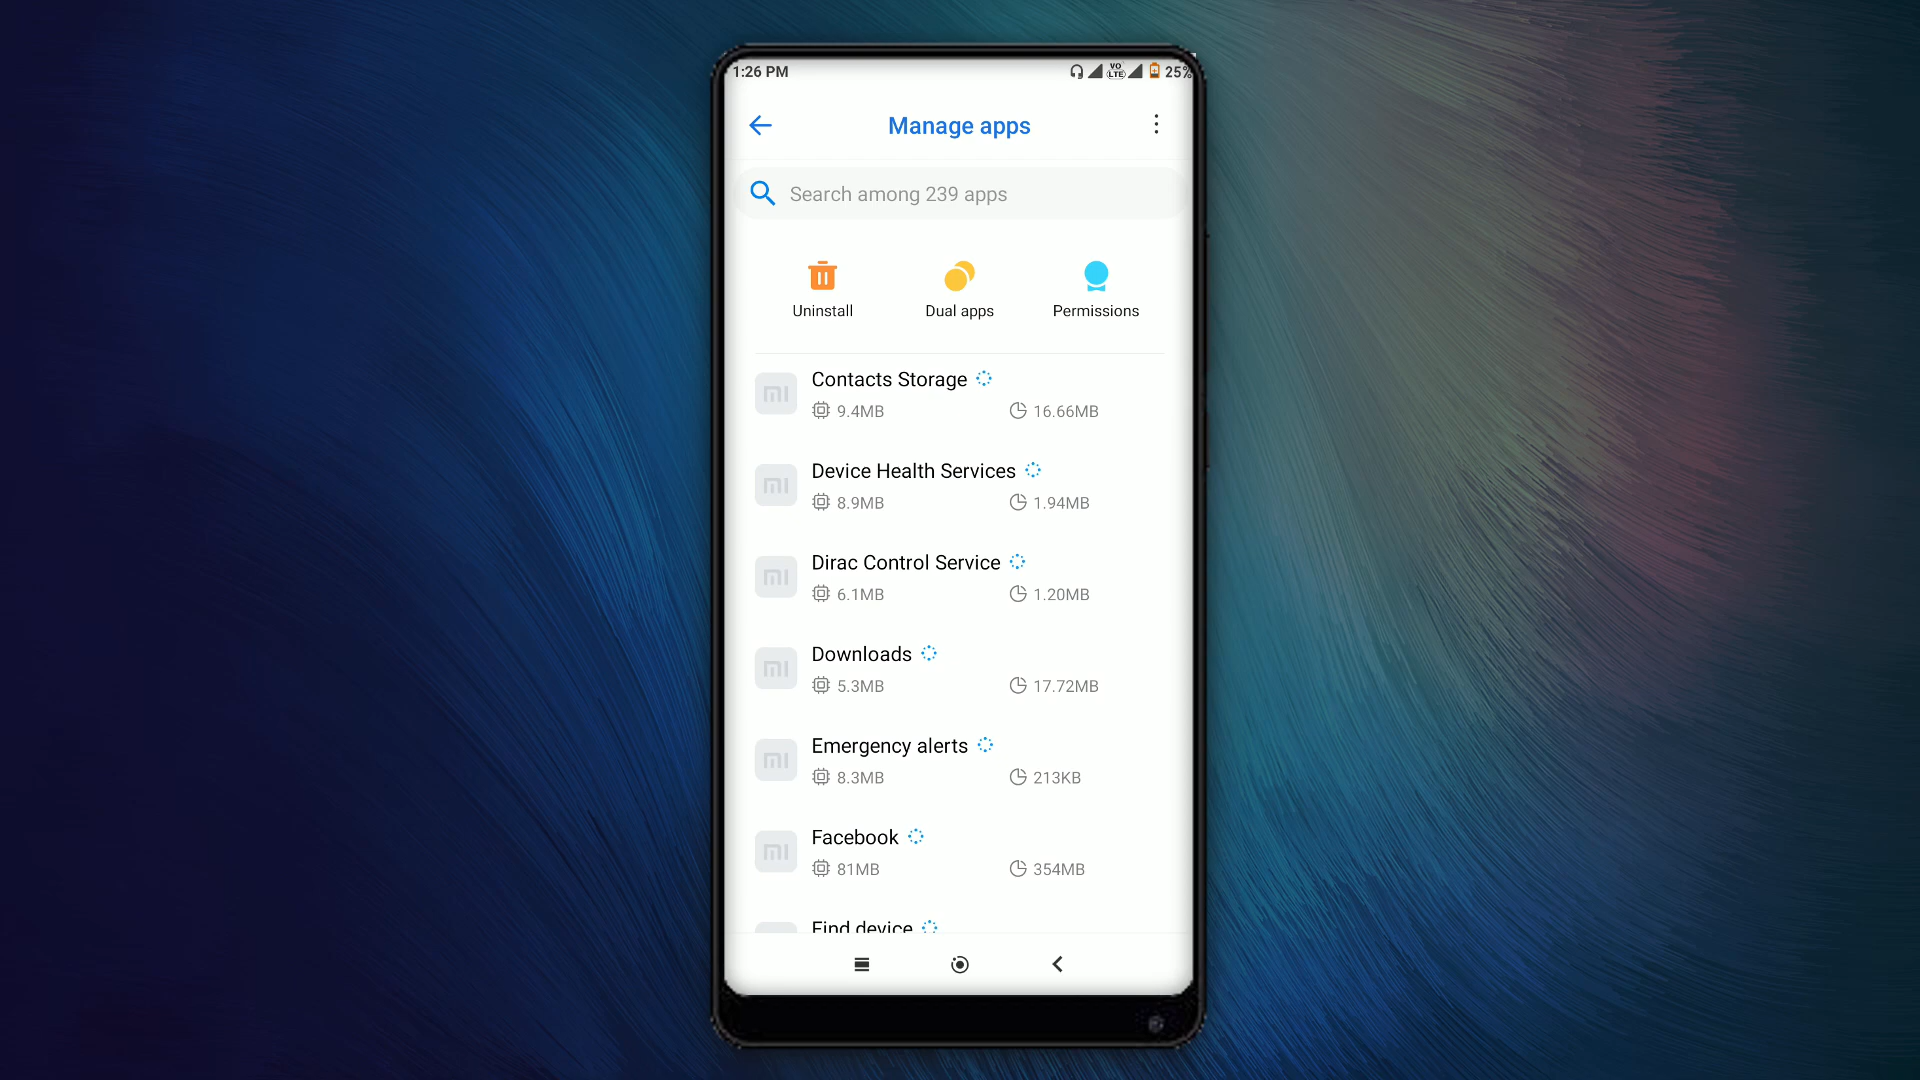 1:26 PM
VO
LTE
25%
Manage apps
Search among 239 apps
Uninstall
Dual apps
Permissions
Contacts Storage
9.4MB
16.66MB
Device Health Services
8.9MB
1.94MB
Dirac Control Service
6.1MB
1.20MB
Downloads
5.3MB
17.72MB
Emergency alerts
8.3MB
213KB
Facebook
81MB
354MB
Find device